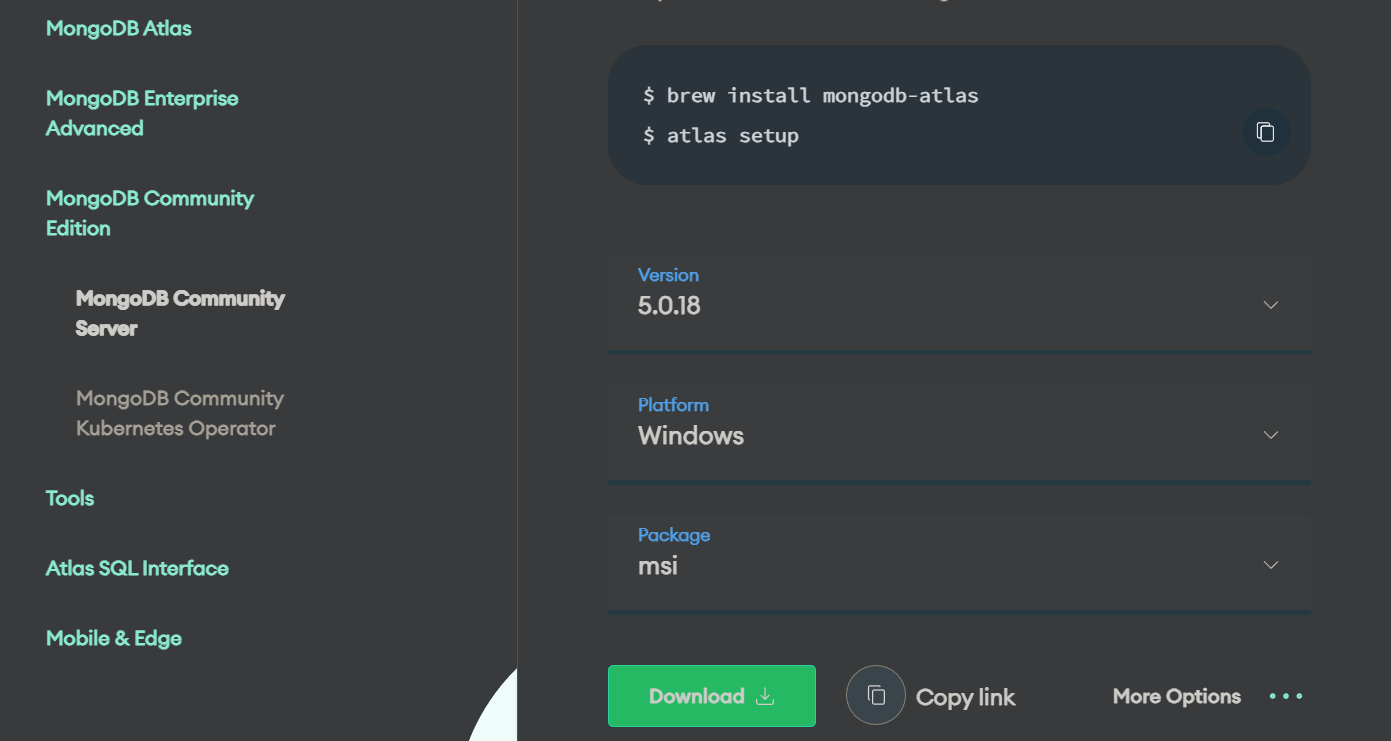 MongoDB Atlas
MongoDB Enterprise
Advanced
MongoDB Community
Edition
MongoDB Community
Server
MongoDB Community
Kubernetes Operator
Tools
Atlas SQL Interface
Mobile & Edge
$ brew install mongodb-atlas
$ atlas setup
Version
5.0.18
Platform
Windows
Package
msi
Download
Copy link
More Options